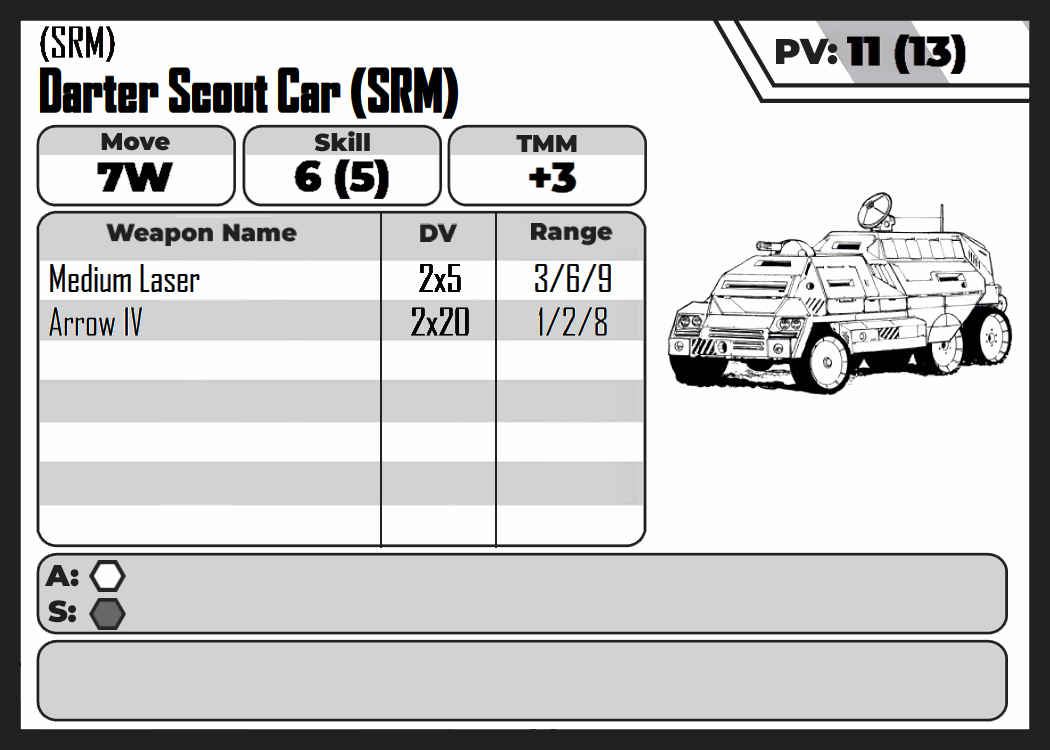 (SRM)
Darter Scout Car (SRM)
PV: 11 (13)
Move
7W
Skill
6 (5)
TMM
+3
Weapon Name DV Range
Medium Laser 2x5 3/6/9
Arrow IV 2x20 1/2/8
A:
S: